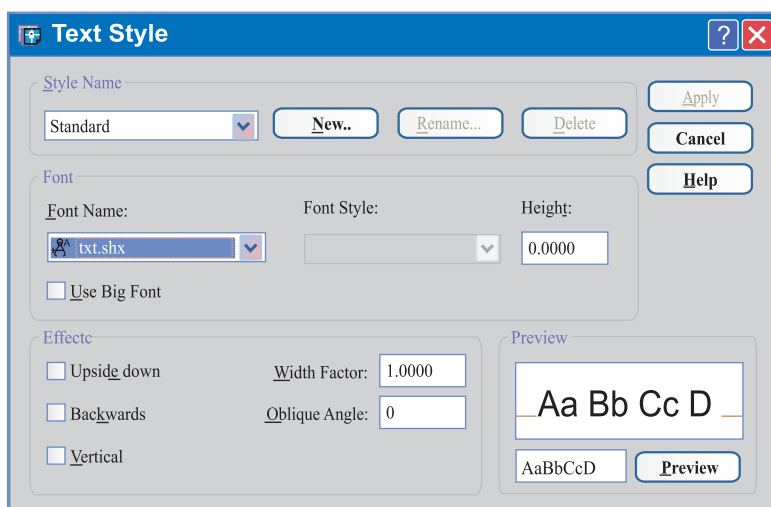 Text Style
? X
Style Name
Standard
New..
Rename...
Delete
Apply
Cancel
Help
Font
Font Name:
Font Style:
Height:
txt.shx
0.0000
Use Big Font
Effectc
Upside down
Width Factor: 1.0000
Backwards
Oblique Angle: 0
Vertical
Preview
Aa Bb Cc D
AaBbCcD
Preview